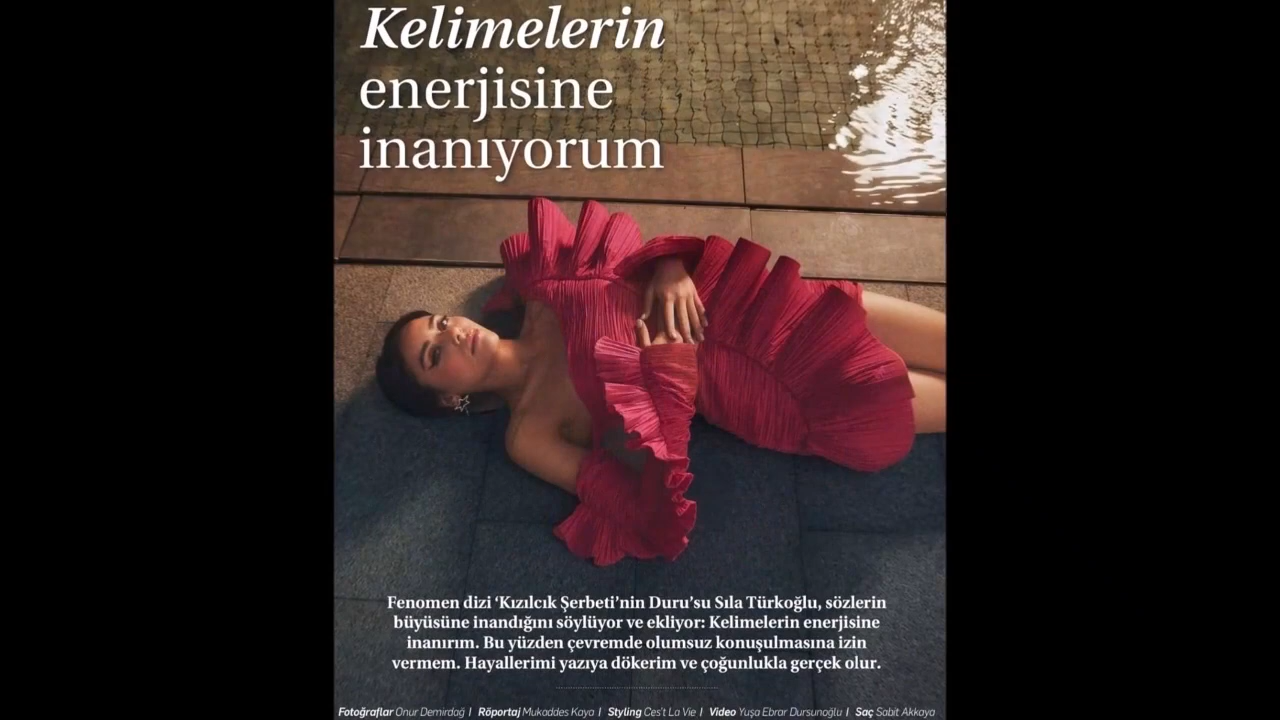 Kelimelerin
enerjisine
inanıyorum
Fenomen dizi ‘Kızılcık Şerbeti’nin Duru’su Sıla Türkoğlu, sözlerin
büyüsüne inandığını söylüyor ve ekliyor: Kelimelerin enerjisine
inanırım. Bu yüzden çevremde olumsuz konuşulmasına izin
vermem. Hayallerimi yazıya dökerim ve çoğunlukla gerçek olur.
Fotoğraflar Onur Demirdağ | Röportaj Mukaddes Kaya | Styling Ces't La Vie | Video Yuşa Ebrar Dursunoğlu | Saç Sabit Akkaya